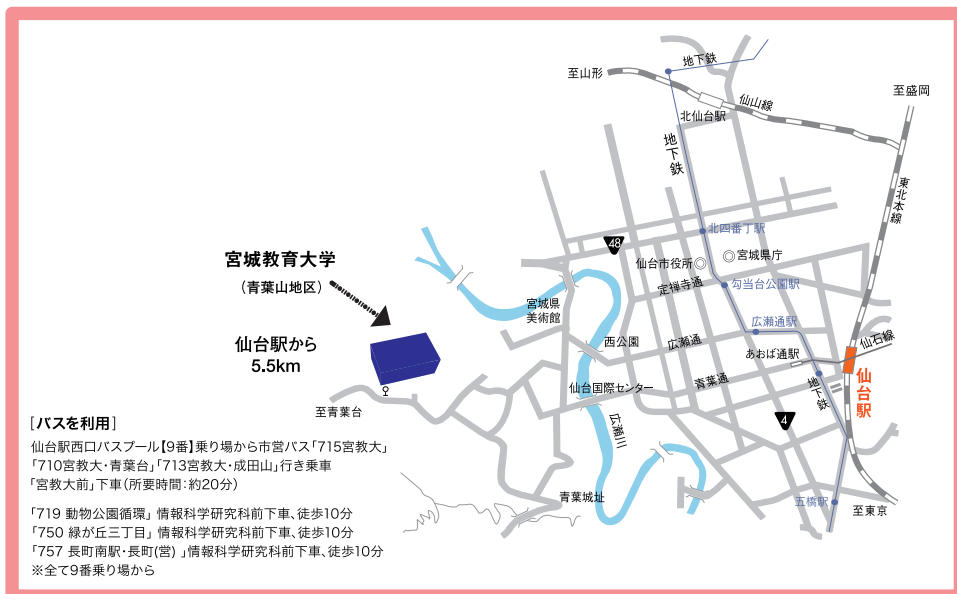 地下鉄
至山形
仙山線
至盛岡
北仙台駅
地下鉄
東北本線
北四番丁駅
48
宮城教育大学
(青葉山地区)
仙台市役所
宮城県庁
定禅寺通
勾当台公園駅
宮城県
美術館
広瀬通駅
仙台駅から
5.5km
西公園
広瀬通
あおば通駅
仙石線
仙台国際センター
青葉通
地下鉄
仙台駅
至青葉台
広瀬川
4
[バスを利用]
仙台駅西口バスプール【9番】乗り場から市営バス「715宮教大」
「710宮教大・青葉台」「713宮教大・成田山」行き乗車
「宮教大前」下車(所要時間:約20分)
青葉城址
五橋駅
至東京
「719 動物公園循環」 情報科学研究科前下車、徒歩10分
「750 緑が丘三丁目」 情報科学研究科前下車、徒歩10分
「757 長町南駅・長町(営) 」情報科学研究科前下車、徒歩10分
※全て9番乗り場から